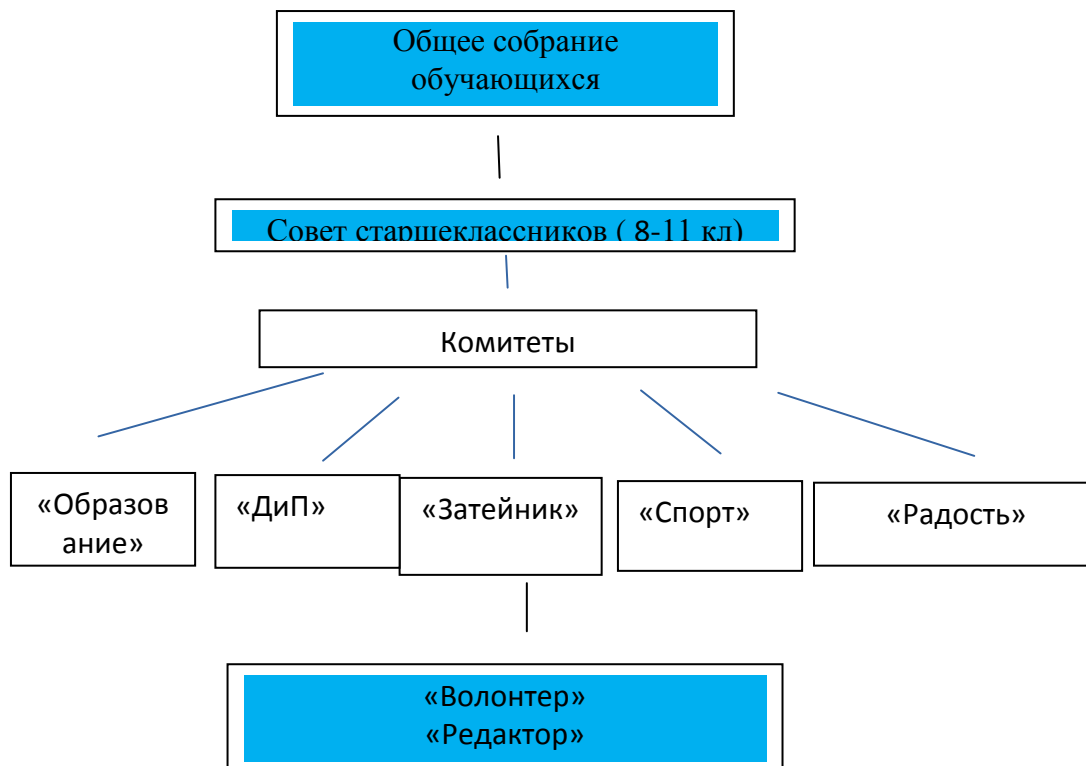 Общее собрание
обучающихся
Совет старшеклассников ( 8-11 кл)
Комитеты
«Образов
ание»
«ДиП»
«Затейник»
«Спорт»
«Радость»
«Волонтер»
«Редактор»